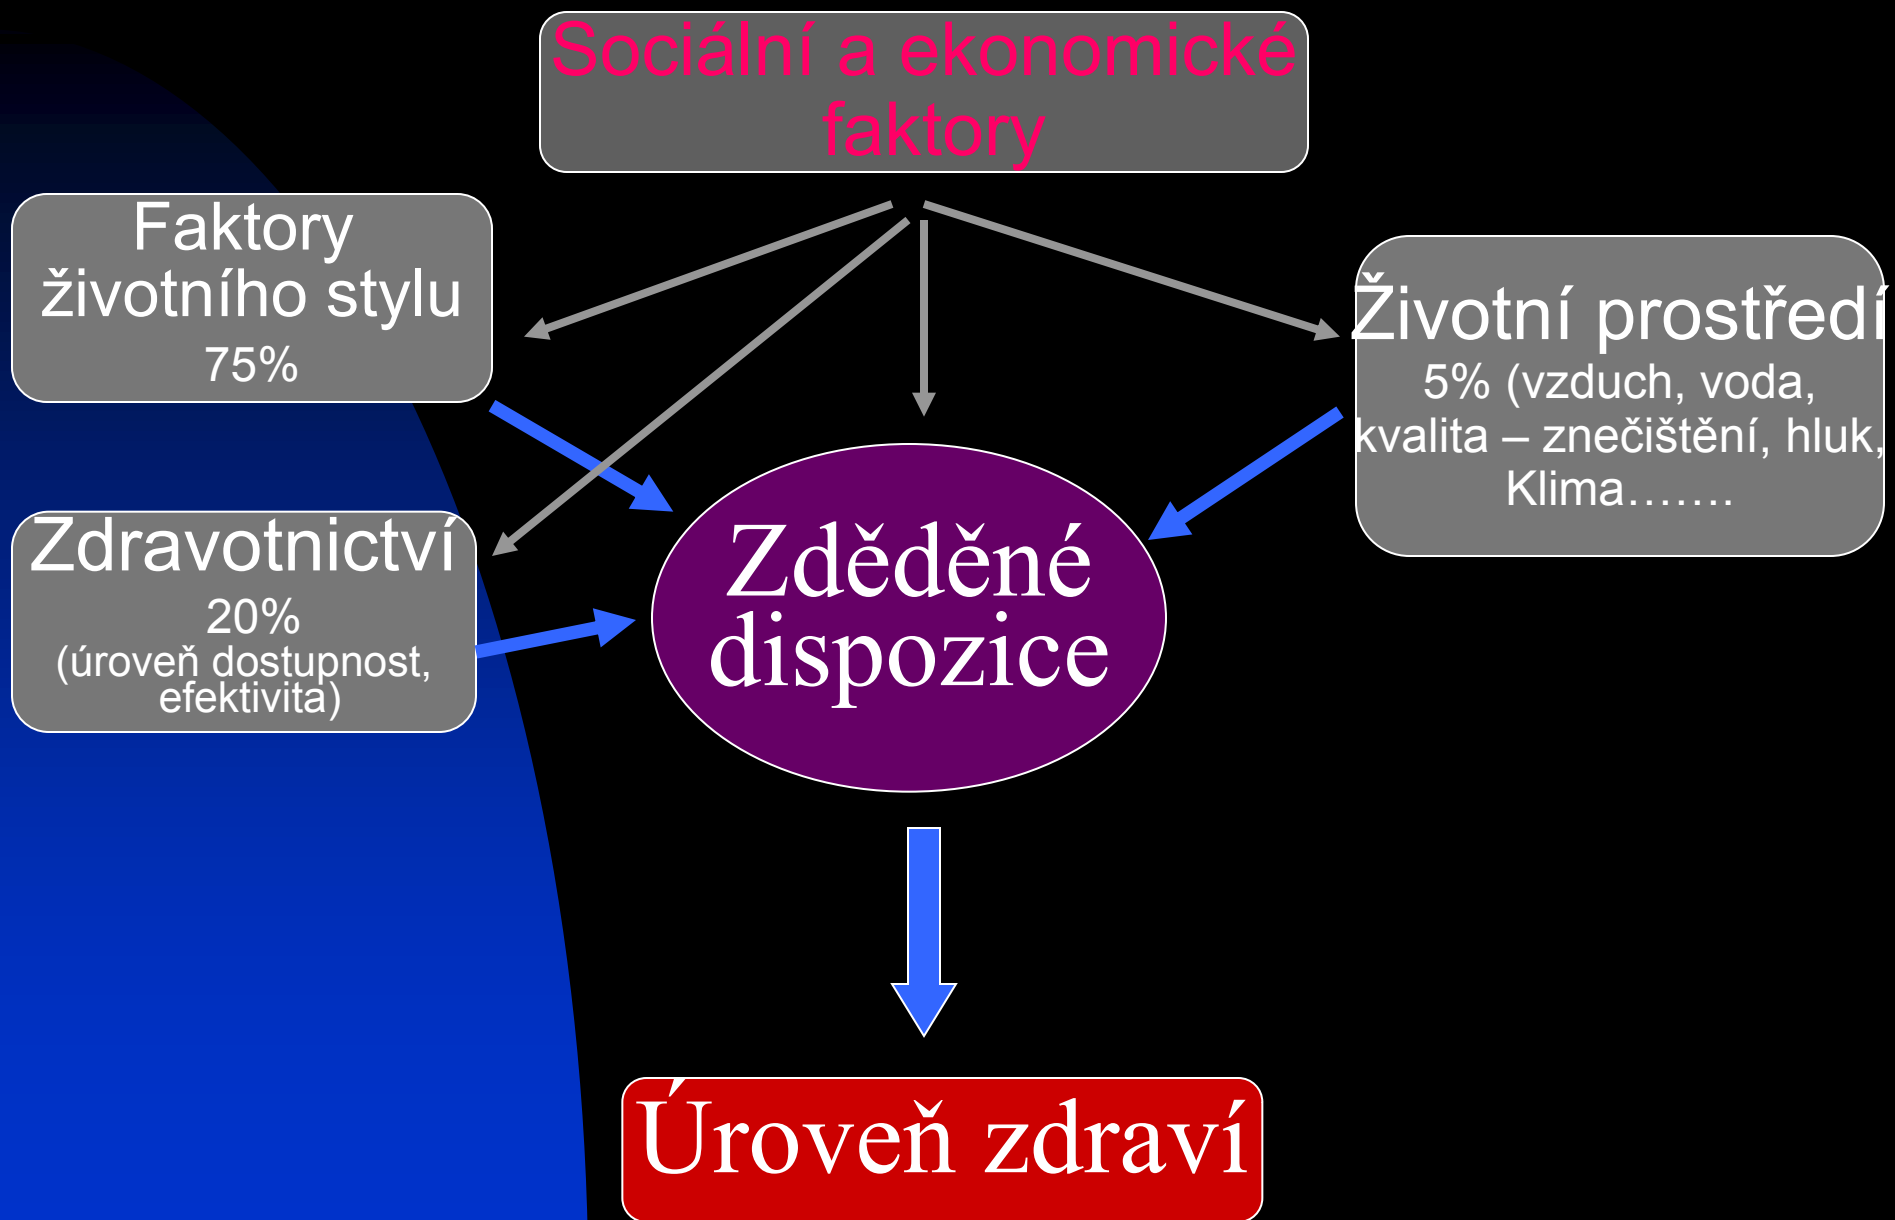 Sociální a ekonomické
faktory
Faktory
životního stylu
75%
Životní prostředí
5% (vzduch, voda,
kvalita – znečištění, hluk,
Klima…….
Zdravotnictví
20%
(úroveň dostupnost,
efektivita)
Zděděné
dispozice
Úroveň zdraví